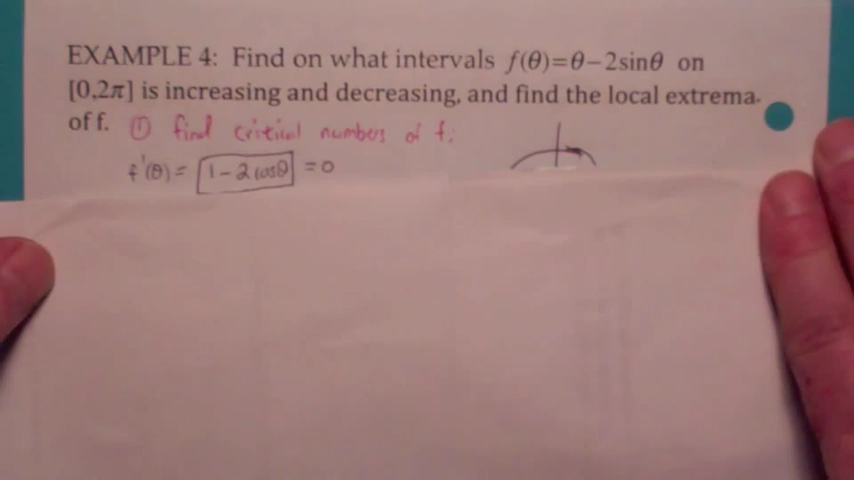 EXAMPLE 4: Find on what intervals f(θ)=θ−2sinθ on
[0,2π] is increasing and decreasing, and find the local extrema
of f. ① find critical numbers of f:
f'(θ) = 1−2cosθ = 0